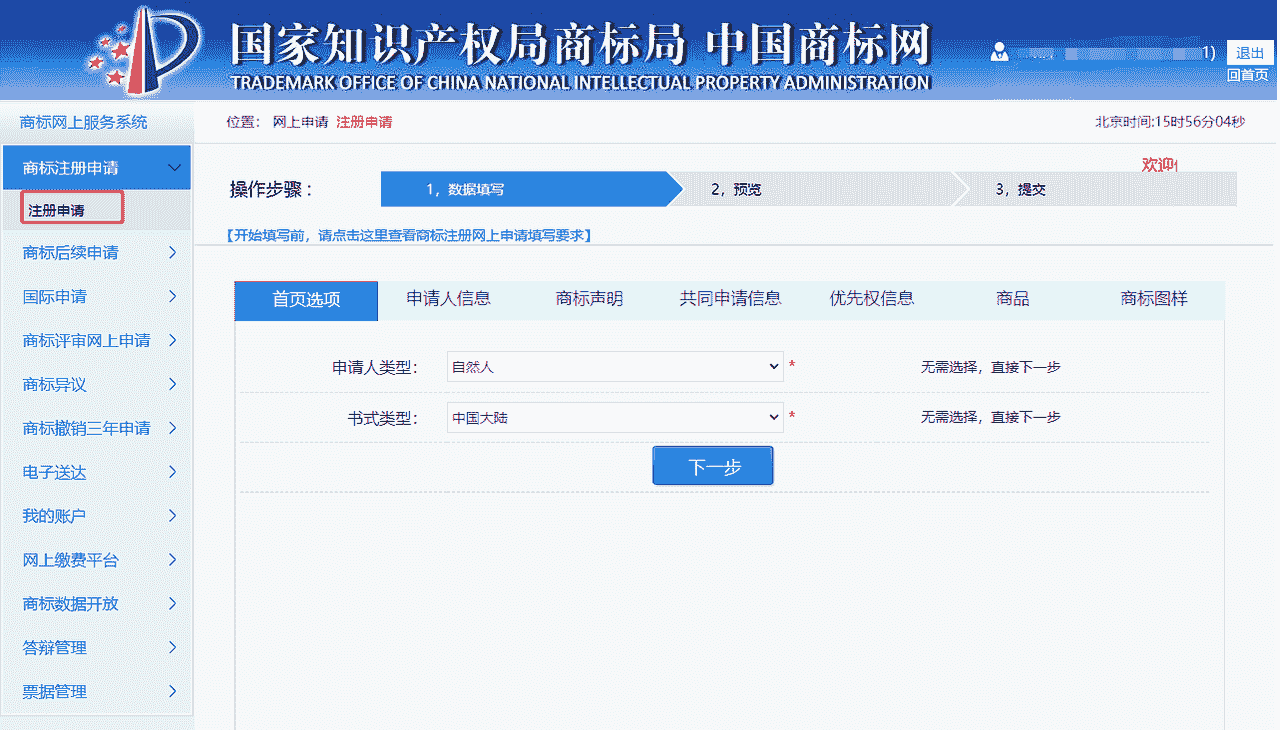 国家知识产权局商标局 中国商标网
TRADEMARK OFFICE OF CHINA NATIONAL INTELLECTUAL PROPERTY ADMINISTRATION
1)
退出
回首页
商标网上服务系统
位置： 网上申请 注册申请
北京时间:15时56分04秒
商标注册申请
注册申请
商标后续申请
国际申请
商标评审网上申请
商标异议
商标撤销三年申请
电子送达
我的账户
网上缴费平台
商标数据开放
答辩管理
票据管理
欢迎
操作步骤：
1，数据填写
2，预览
3，提交
【开始填写前，请点击这里查看商标注册网上申请填写要求】
首页选项
申请人信息
商标声明
共同申请信息
优先权信息
商品
商标图样
申请人类型： 自然人 * 无需选择，直接下一步
书式类型： 中国大陆 * 无需选择，直接下一步
下一步